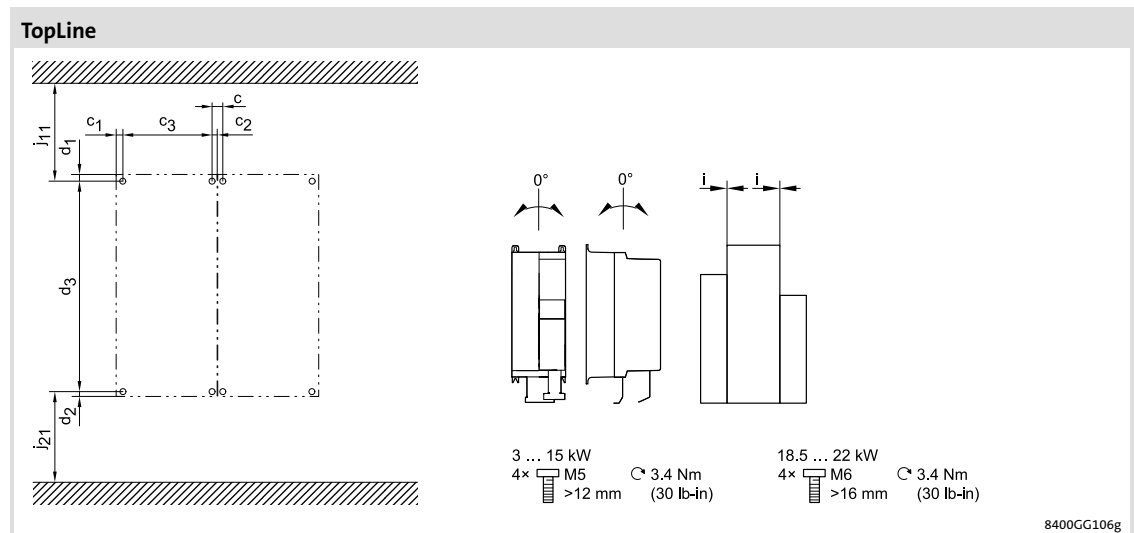 TopLine
c
c1 c3 c2
j11
d1
d3
d2
j21
0° 0°
i i
3 ... 15 kW
4× M5 3.4 Nm
>12 mm (30 lb-in)
18.5 ... 22 kW
4× M6 3.4 Nm
>16 mm (30 lb-in)
8400GG106g